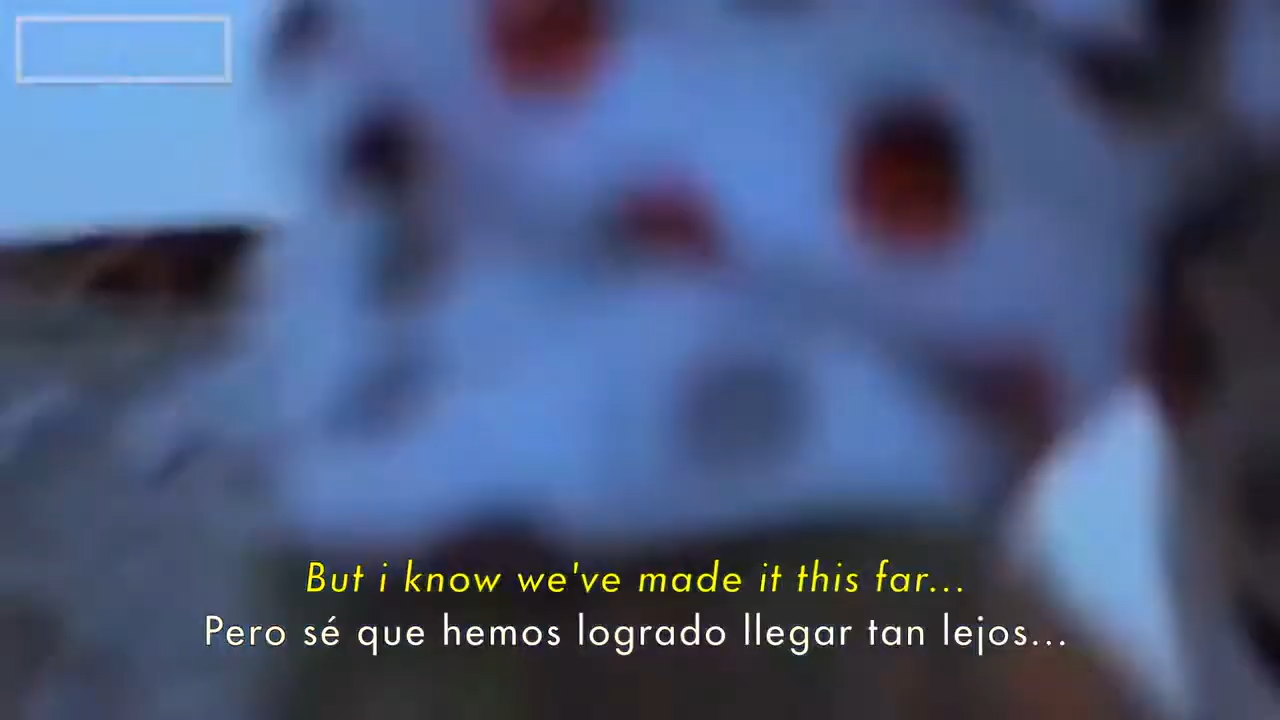 But i know we've made it this far...
Pero sé que hemos logrado llegar tan lejos...